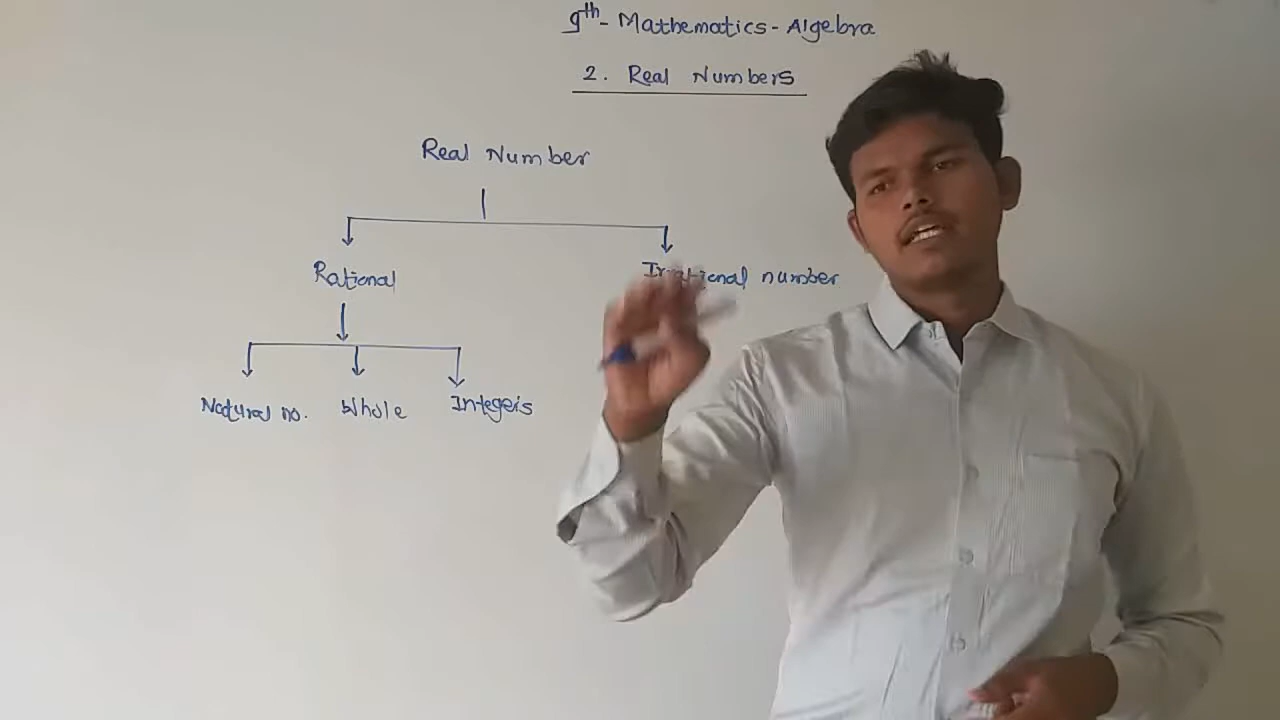 9th - Mathematics - Algebra
2. Real Numbers
Real Number
Rational Irrational number
Natural no. Whole Integers